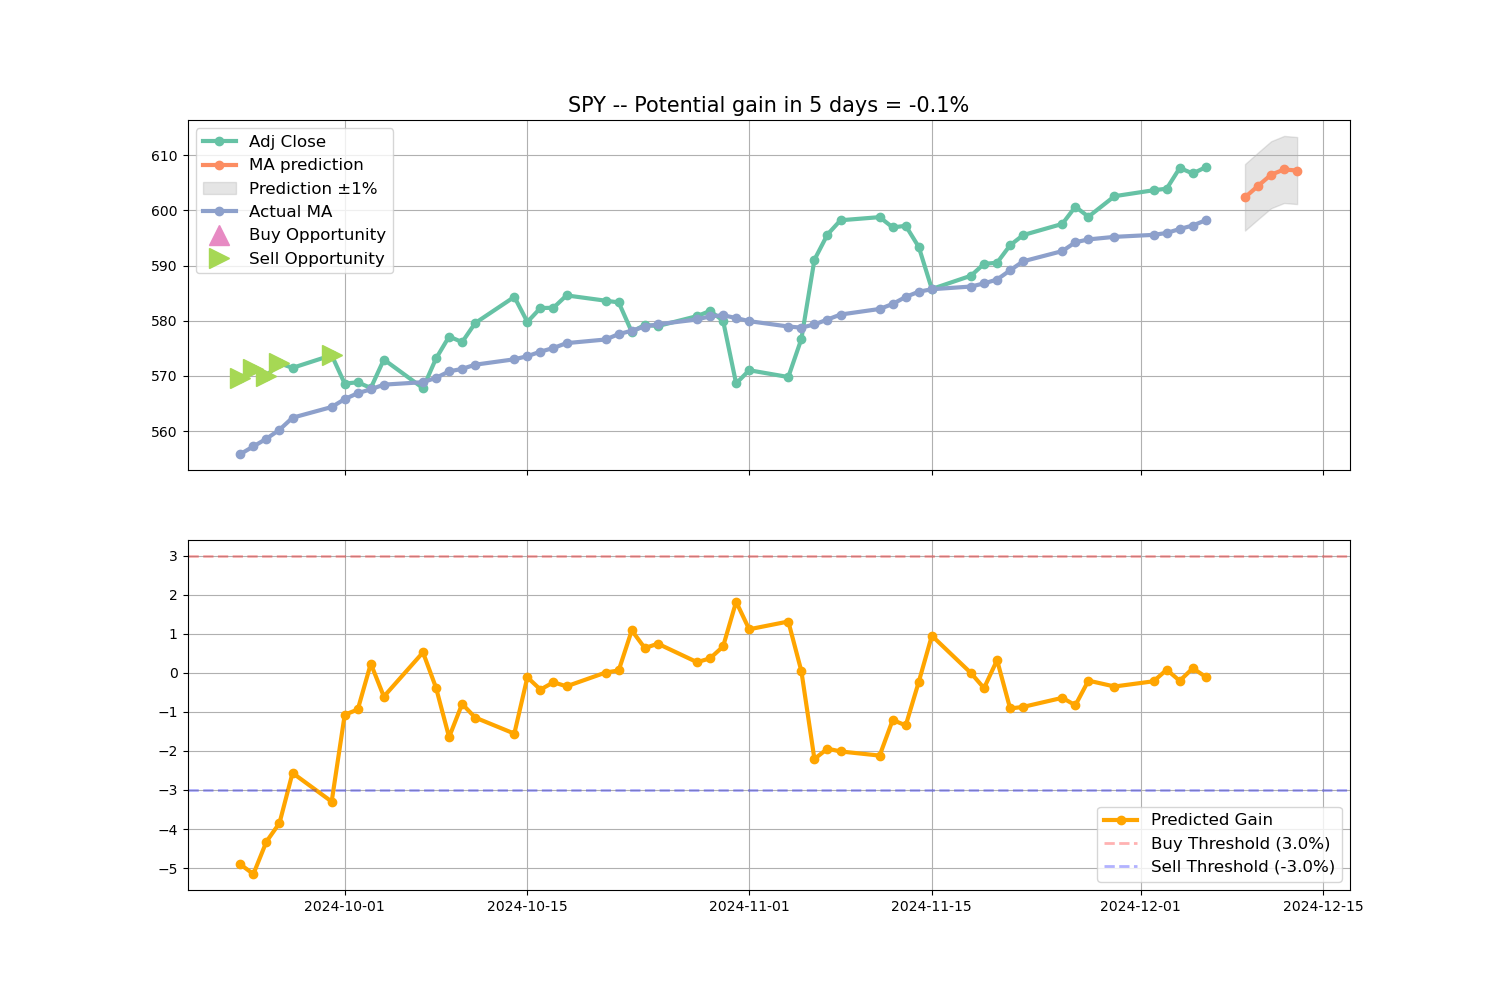 SPY -- Potential gain in 5 days = -0.1%
Adj Close
MA prediction
Prediction ±1%
Actual MA
Buy Opportunity
Sell Opportunity
610
600
590
580
570
560
3
2
1
0
−1
−2
−3
−4
−5
Predicted Gain
Buy Threshold (3.0%)
Sell Threshold (-3.0%)
2024-10-01 2024-10-15 2024-11-01 2024-11-15 2024-12-01 2024-12-15